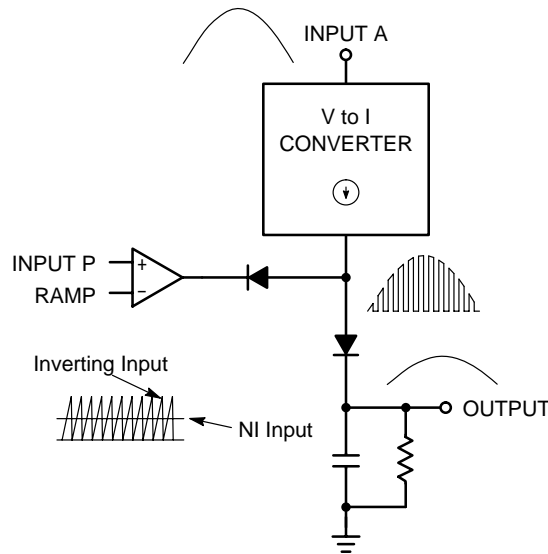 INPUT A
V to I
CONVERTER
INPUT P
+
RAMP
−
Inverting Input
NI Input
OUTPUT